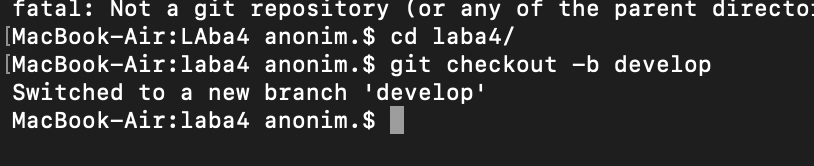 fatal: Not a git repository (or any of the parent
[MacBook-Air:LAba4 anonim.$ cd laba4/
[MacBook-Air:laba4 anonim.$ git checkout -b develop
Switched to a new branch 'develop'
MacBook-Air:laba4 anonim.$